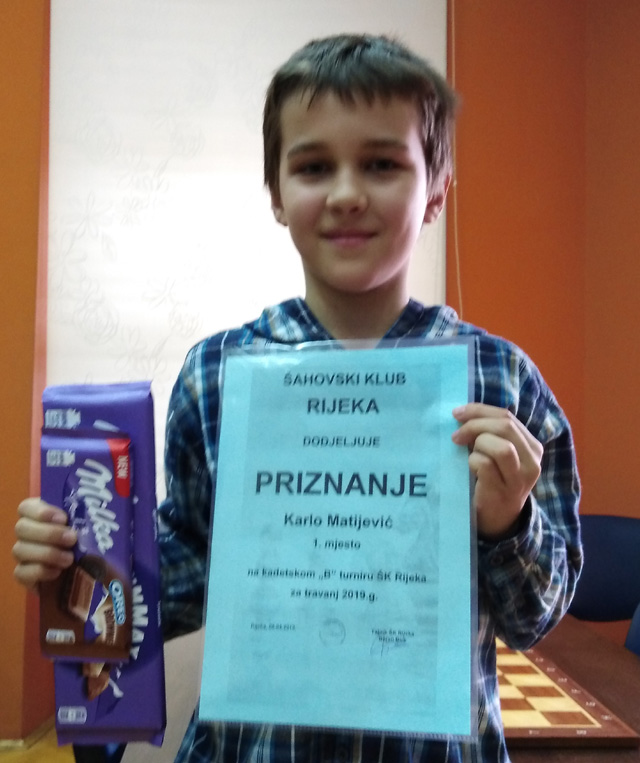 ŠAHOVSKI KLUB
RIJEKA
DODJELJUJE
PRIZNANJE
Karlo Matijević
1. mjesto
na kadetskom „B" turniru ŠK Rijeka
za travanj 2019.g.
NEW
Milka
OREO